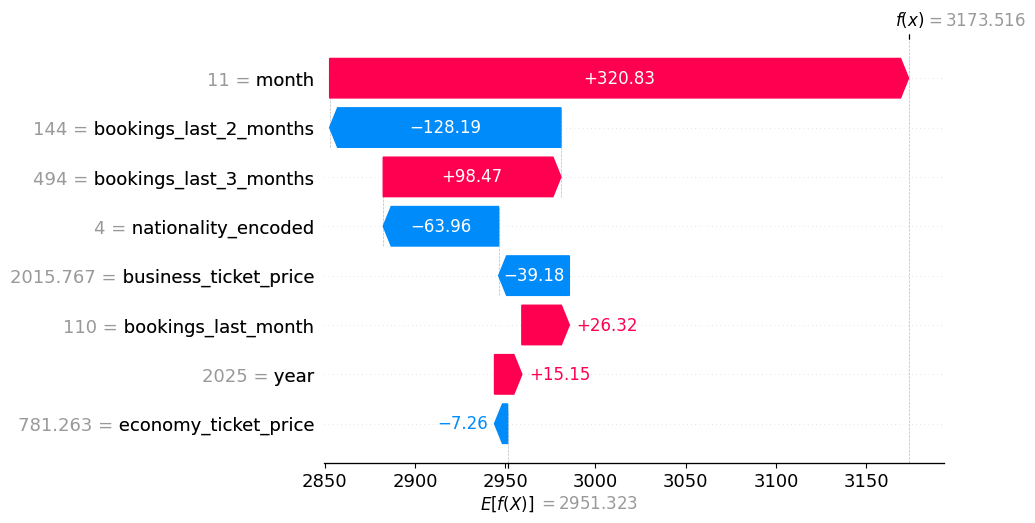 f(x) = 3173.516
11 = month
+320.83
144 = bookings_last_2_months
−128.19
494 = bookings_last_3_months
+98.47
4 = nationality_encoded
−63.96
2015.767 = business_ticket_price
−39.18
110 = bookings_last_month
+26.32
2025 = year
+15.15
781.263 = economy_ticket_price
−7.26
2850 2900 2950 3000 3050 3100 3150
E[f(X)] = 2951.323